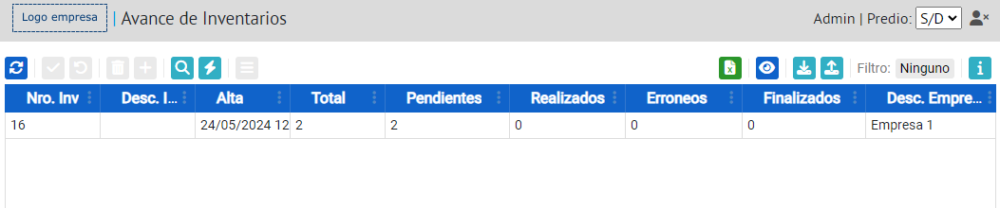 Logo empresa | Avance de Inventarios Admin | Predio: S/D
Filtro: Ninguno
Nro. Inv Desc. I... Alta Total Pendientes Realizados Erroneos Finalizados Desc. Empre...
16 24/05/2024 12 2 2 0 0 0 Empresa 1